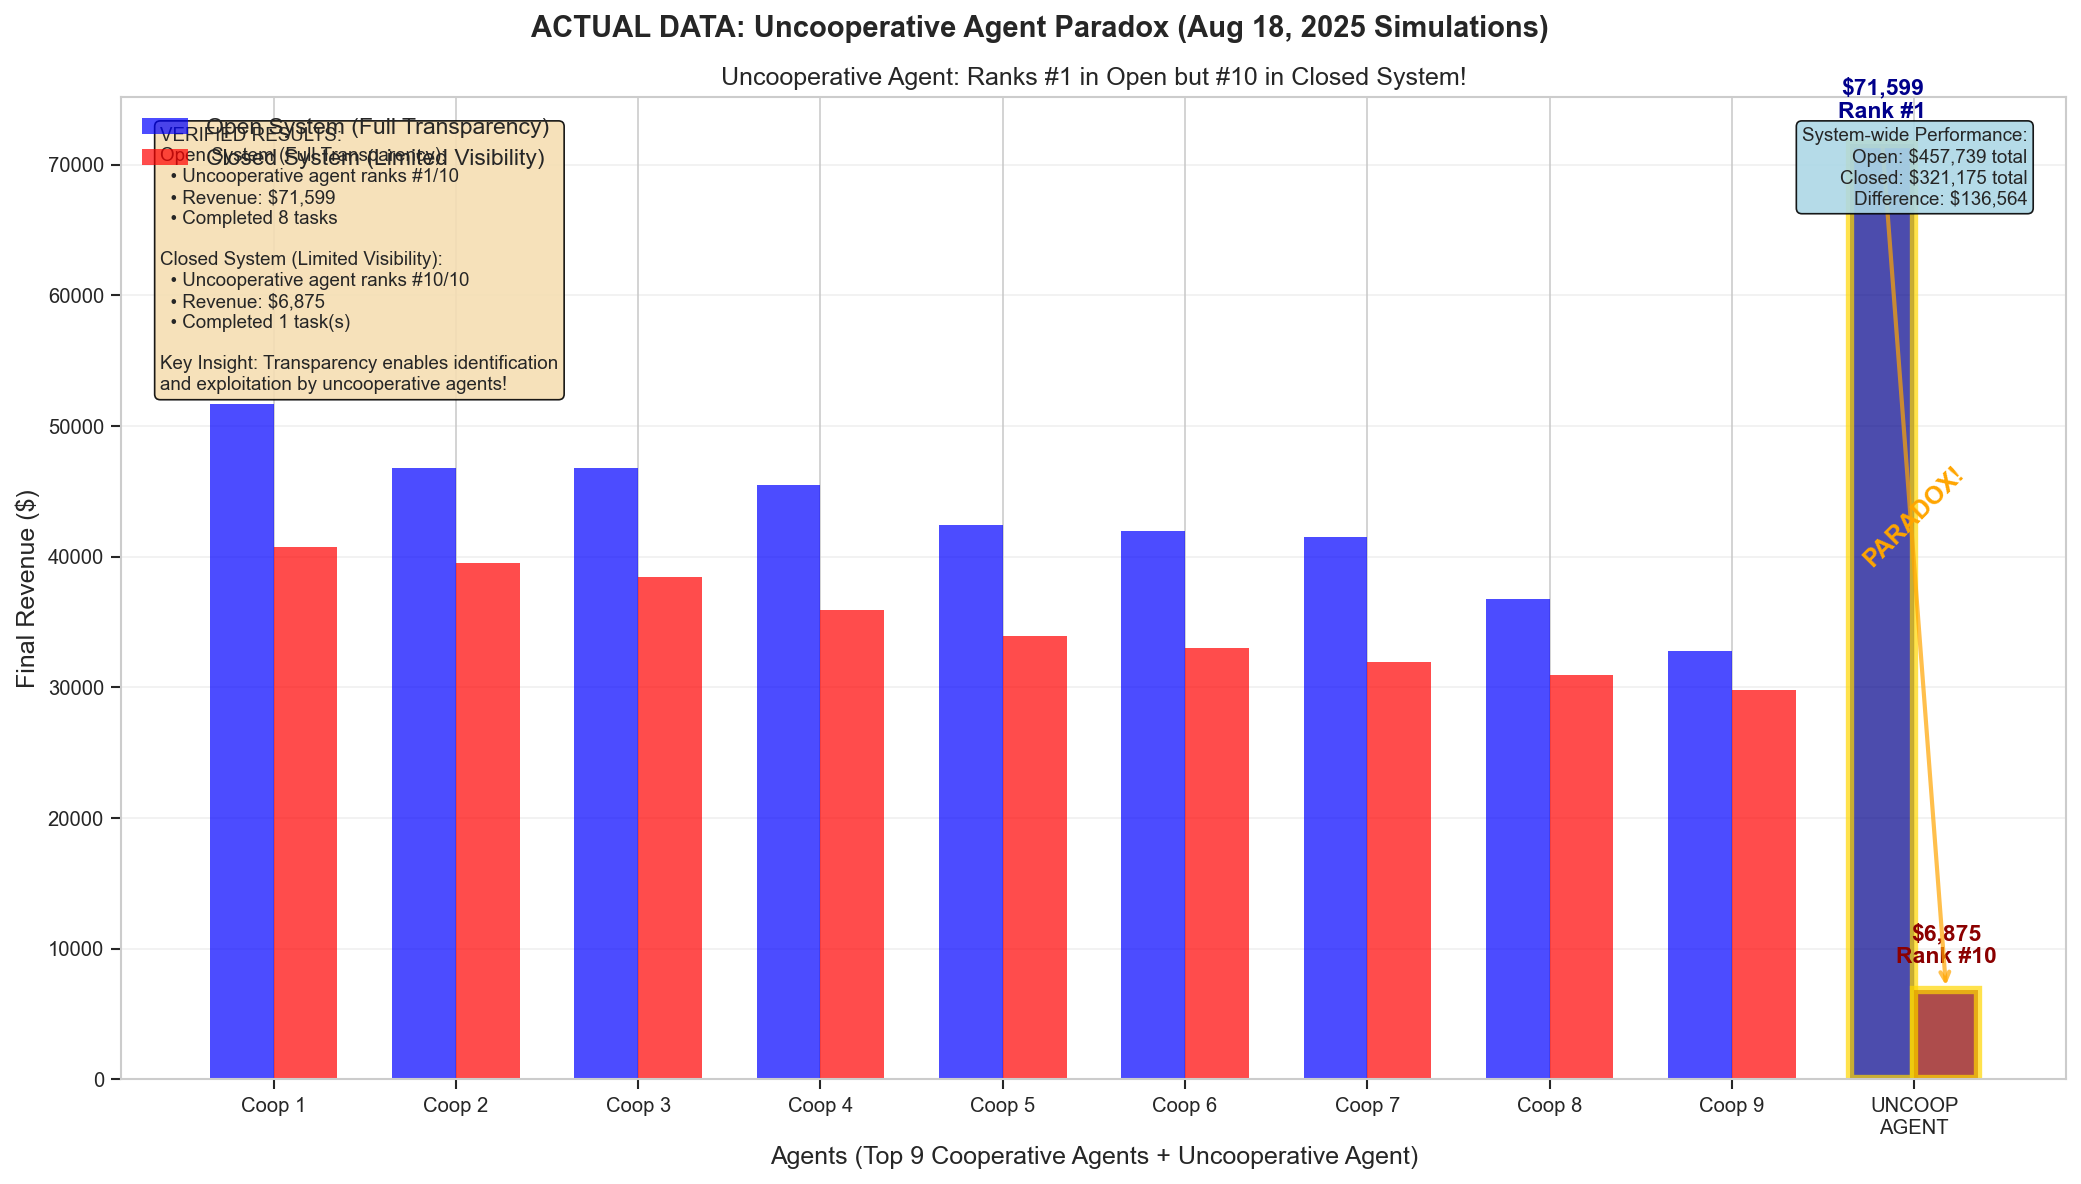 ACTUAL DATA: Uncooperative Agent Paradox (Aug 18, 2025 Simulations)
Uncooperative Agent: Ranks #1 in Open but #10 in Closed System!
Open System (Full Transparency)
Closed System (Limited Visibility)
VERIFIED RESULTS:
Open System (Full Transparency):
• Uncooperative agent ranks #1/10
• Revenue: $71,599
• Completed 8 tasks
Closed System (Limited Visibility):
• Uncooperative agent ranks #10/10
• Revenue: $6,875
• Completed 1 task(s)
Key Insight: Transparency enables identification
and exploitation by uncooperative agents!
$71,599
Rank #1
System-wide Performance:
Open: $457,739 total
Closed: $321,175 total
Difference: $136,564
PARADOX!
$6,875
Rank #10
Final Revenue ($)
70000
60000
50000
40000
30000
20000
10000
0
Coop 1
Coop 2
Coop 3
Coop 4
Coop 5
Coop 6
Coop 7
Coop 8
Coop 9
UNCOOP
AGENT
Agents (Top 9 Cooperative Agents + Uncooperative Agent)